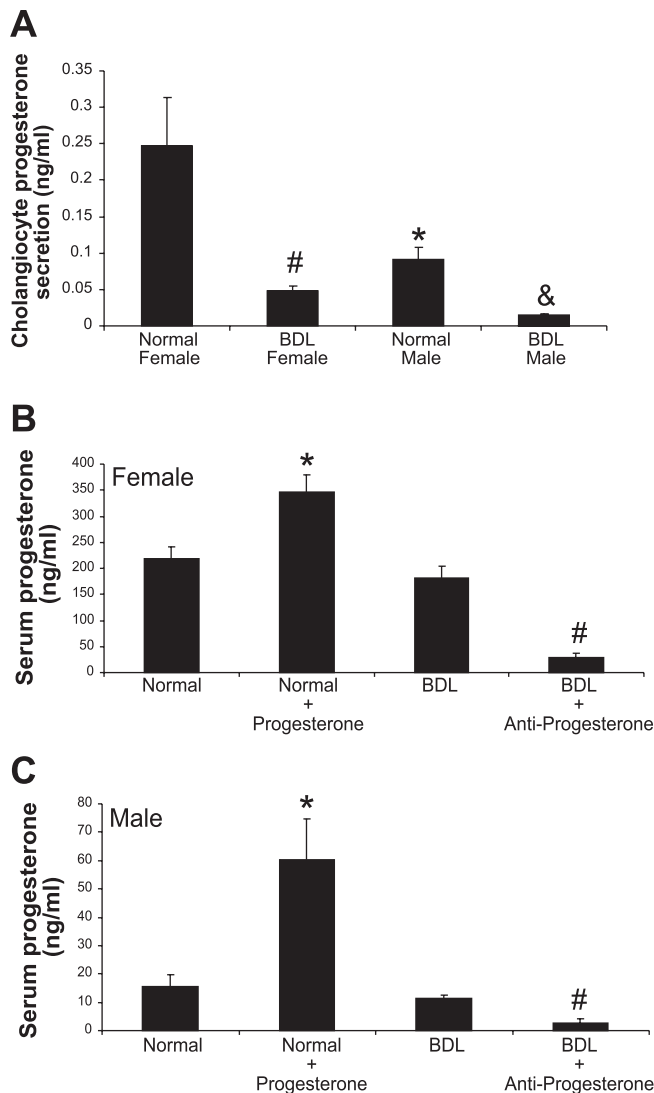 A
Cholangiocyte progesterone
secretion (ng/ml)
0.35
0.3
0.25
0.2
0.15
0.1
0.05
0
#
*
&
Normal
Female
BDL
Female
Normal
Male
BDL
Male
B
Serum progesterone
(ng/ml)
400
350
300
250
200
150
100
50
0
Female
*
#
Normal
Normal
+
Progesterone
BDL
BDL
+
Anti-Progesterone
C
Serum progesterone
(ng/ml)
80
70
60
50
40
30
20
10
0
Male
*
#
Normal
Normal
+
Progesterone
BDL
BDL
+
Anti-Progesterone